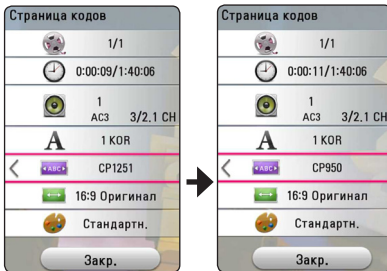 Страница кодов
1/1
0:00:09/1:40:06
1
AC3 3/2.1 CH
A 1 KOR
ABC CP1251
16:9 Оригинал
Стандартн.
Закр.
Страница кодов
1/1
0:00:11/1:40:06
1
AC3 3/2.1 CH
A 1 KOR
ABC CP950
16:9 Оригинал
Стандартн.
Закр.